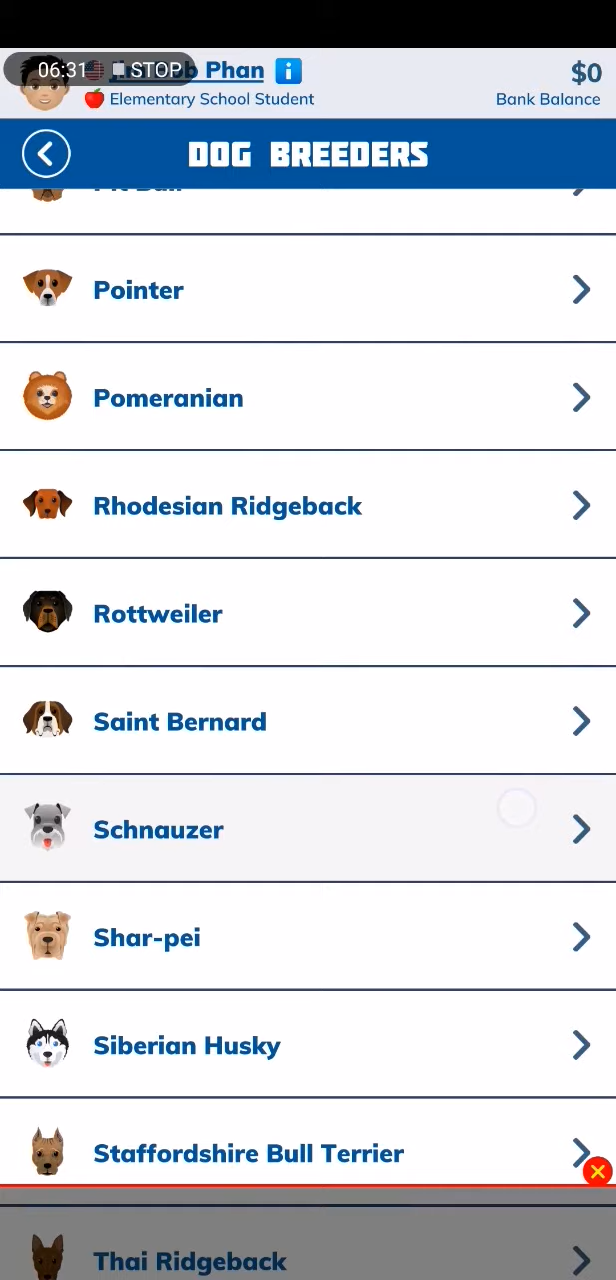 06:31 STOP b Phan
$0
Elementary School Student
Bank Balance
DOG BREEDERS
Pointer
Pomeranian
Rhodesian Ridgeback
Rottweiler
Saint Bernard
Schnauzer
Shar-pei
Siberian Husky
Staffordshire Bull Terrier
Thai Ridgeback